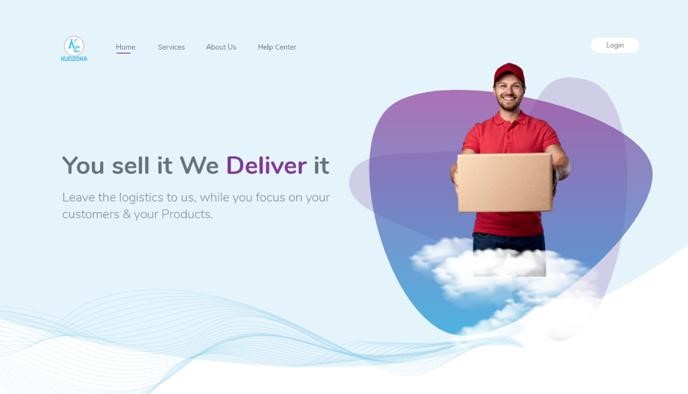 Home Services About Us Help Center
Login
KUDZOKA
You sell it We Deliver it
Leave the logistics to us, while you focus on your
customers & your Products.